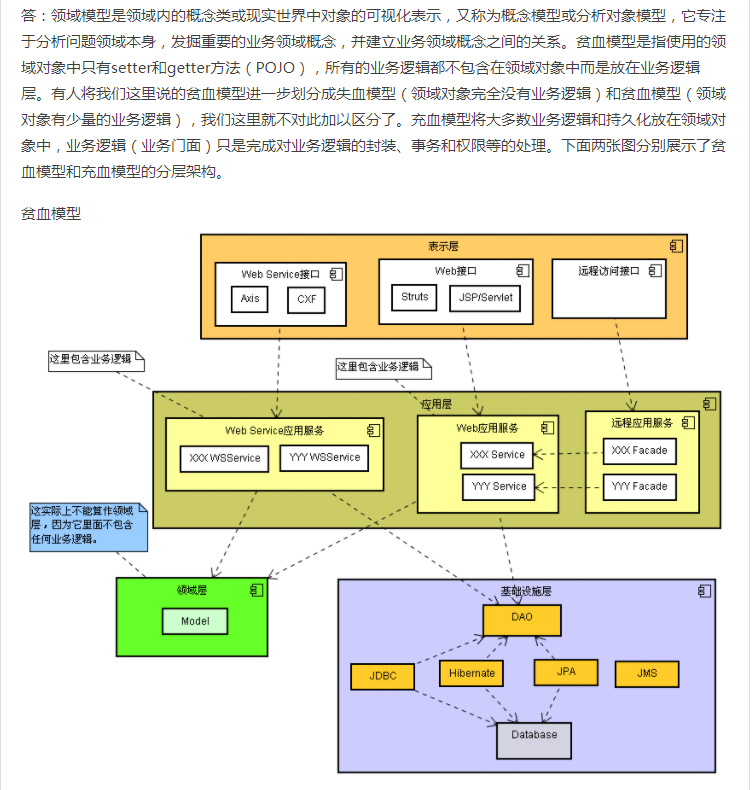 答：领域模型是领域内的概念类或现实世界中对象的可视化表示，又称为概念模型或分析对象模型，它专注
于分析问题领域本身，发掘重要的业务领域概念，并建立业务领域概念之间的关系。贫血模型是指使用的领
域对象中只有setter和getter方法（POJO），所有的业务逻辑都不包含在领域对象中而是放在业务逻辑
层。有人将我们这里说的贫血模型进一步划分成失血模型（领域对象完全没有业务逻辑）和贫血模型（领域
对象有少量的业务逻辑），我们这里就不对此加以区分了。充血模型将大多数业务逻辑和持久化放在领域对
象中，业务逻辑（业务门面）只是完成对业务逻辑的封装、事务和权限等的处理。下面两张图分别展示了贫
血模型和充血模型的分层架构。
贫血模型
表示层
Web Service接口
Axis
CXF
Web接口
Struts
JSP/Servlet
远程访问接口
这里包含业务逻辑
这里包含业务逻辑
应用层
Web Service应用服务
XXX WSService
YYY WSService
Web应用服务
XXX Service
YYY Service
远程应用服务
XXX Facade
YYY Facade
这实际上不能算作领域
层，因为它里面不包含
任何业务逻辑。
领域层
Model
基础设施层
DAO
JDBC
Hibernate
JPA
JMS
Database